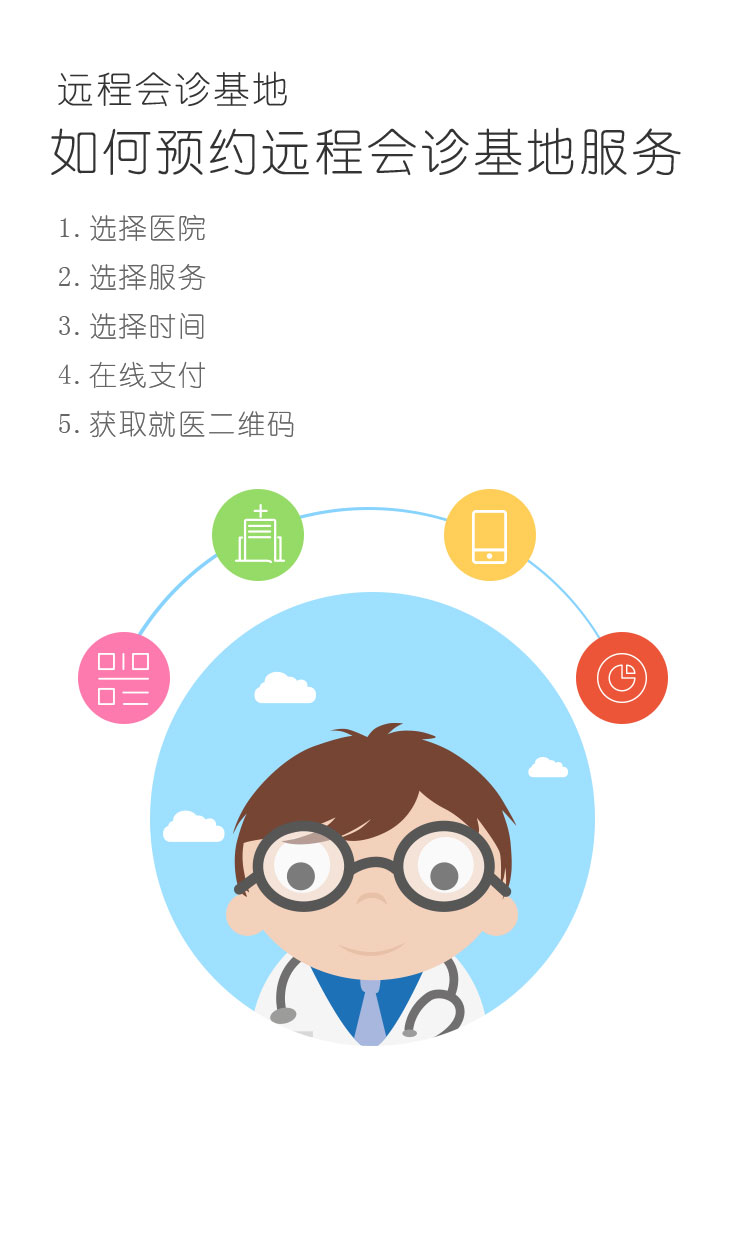 远程会诊基地
如何预约远程会诊基地服务
1. 选择医院
2. 选择服务
3. 选择时间
4. 在线支付
5. 获取就医二维码